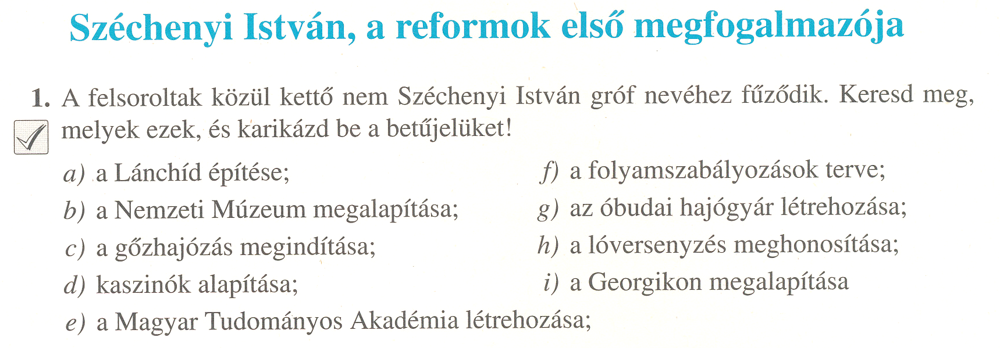 Széchenyi István, a reformok első megfogalmazója
1. A felsoroltak közül kettő nem Széchenyi István gróf nevéhez fűződik. Keresd meg,
melyek ezek, és karikázd be a betűjelüket!
a) a Lánchíd építése;
b) a Nemzeti Múzeum megalapítása;
c) a gőzhajózás megindítása;
d) kaszinók alapítása;
e) a Magyar Tudományos Akadémia létrehozása;
f) a folyamszabályozások terve;
g) az óbudai hajógyár létrehozása;
h) a lóversenyzés meghonosítása;
i) a Georgikon megalapítása